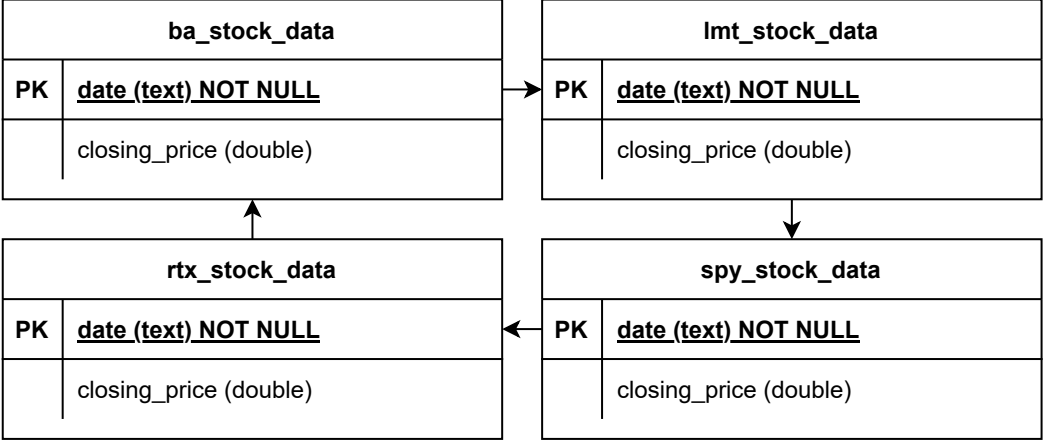 ba_stock_data
PK date (text) NOT NULL
closing_price (double)
lmt_stock_data
PK date (text) NOT NULL
closing_price (double)
rtx_stock_data
PK date (text) NOT NULL
closing_price (double)
spy_stock_data
PK date (text) NOT NULL
closing_price (double)